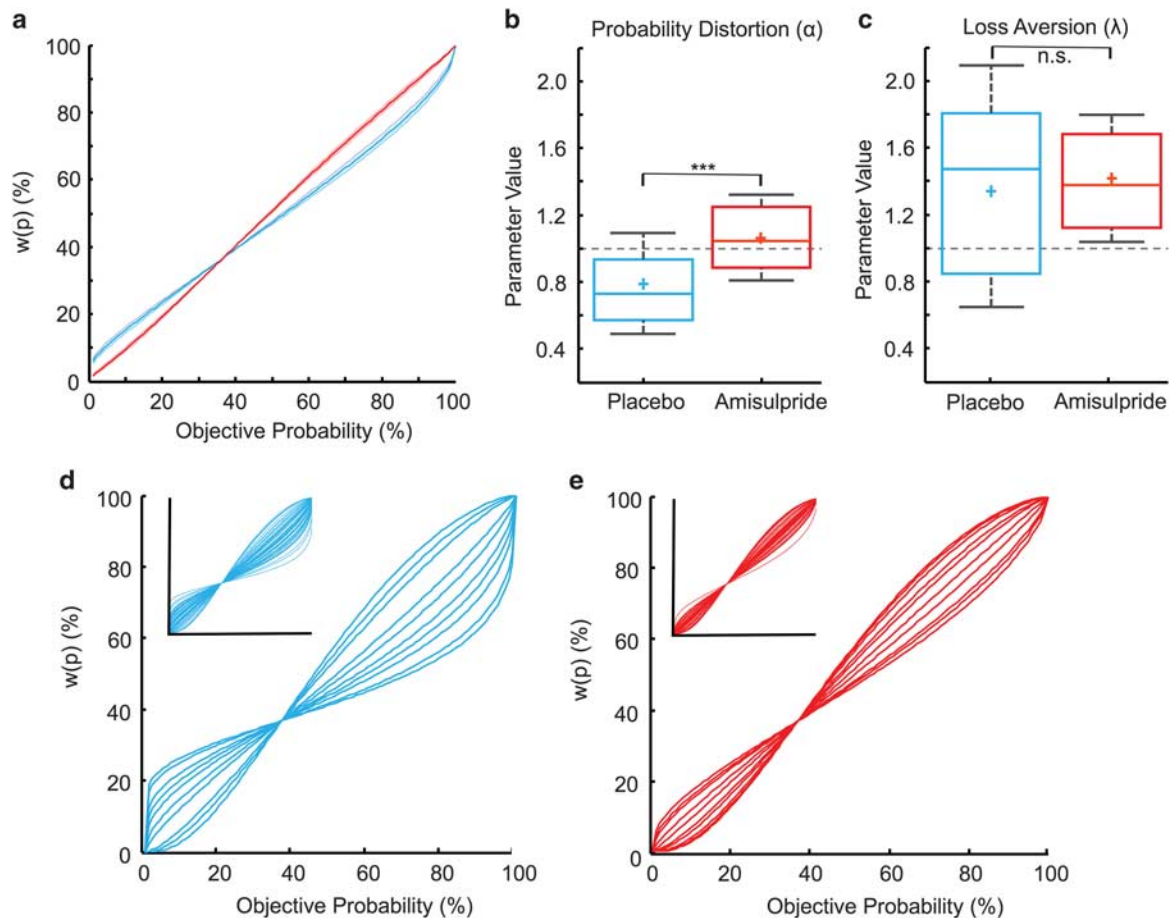 a
100
80
60
40
20
0
w(p) (%)
0 20 40 60 80 100
Objective Probability (%)
b
Probability Distortion (α)
2.0
1.6
1.2
0.8
0.4
Parameter Value
***
Placebo Amisulpride
c
Loss Aversion (λ)
n.s.
2.0
1.6
1.2
0.8
0.4
Parameter Value
Placebo Amisulpride
d
100
80
60
40
20
0
w(p) (%)
0 20 40 60 80 100
Objective Probability (%)
e
100
80
60
40
20
0
w(p) (%)
0 20 40 60 80 100
Objective Probability (%)